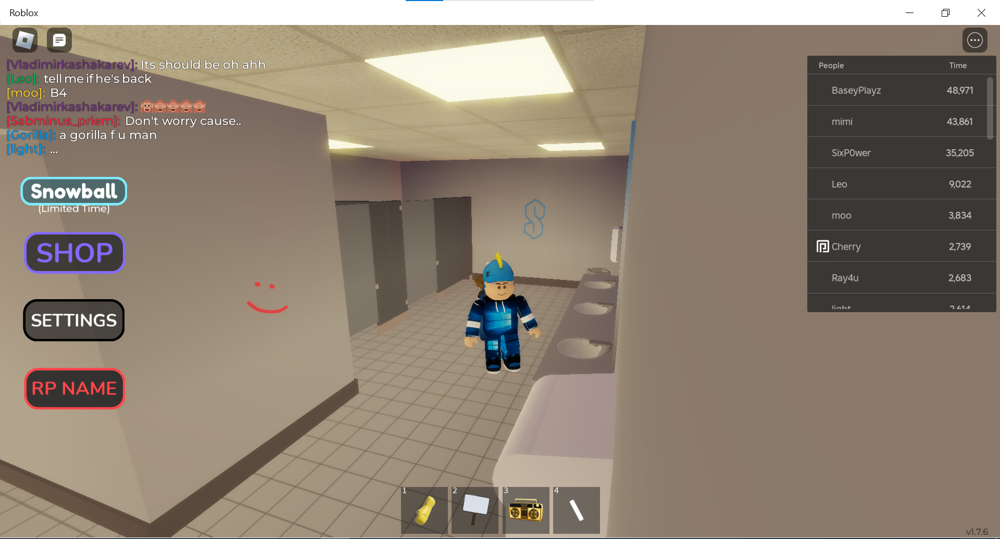 Roblox
[Vladimirkashakarev]: Its should be oh ahh
[Leo]: tell me if he's back
[moo]: B4
[Vladimirkashakarev]: 🐵🙈🙈🙈🙈
[Sabminus_priem]: Don't worry cause..
[Gorilla]: a gorilla f u man
[light]: ...
Snowball
(Limited Time)
SHOP
SETTINGS
RP NAME
People Time
BaseyPlayz 48,971
mimi 43,861
SixP0wer 35,205
Leo 9,022
moo 3,834
Cherry 2,739
Ray4u 2,683
light 2,614
1 2 3 4
v1.7.6